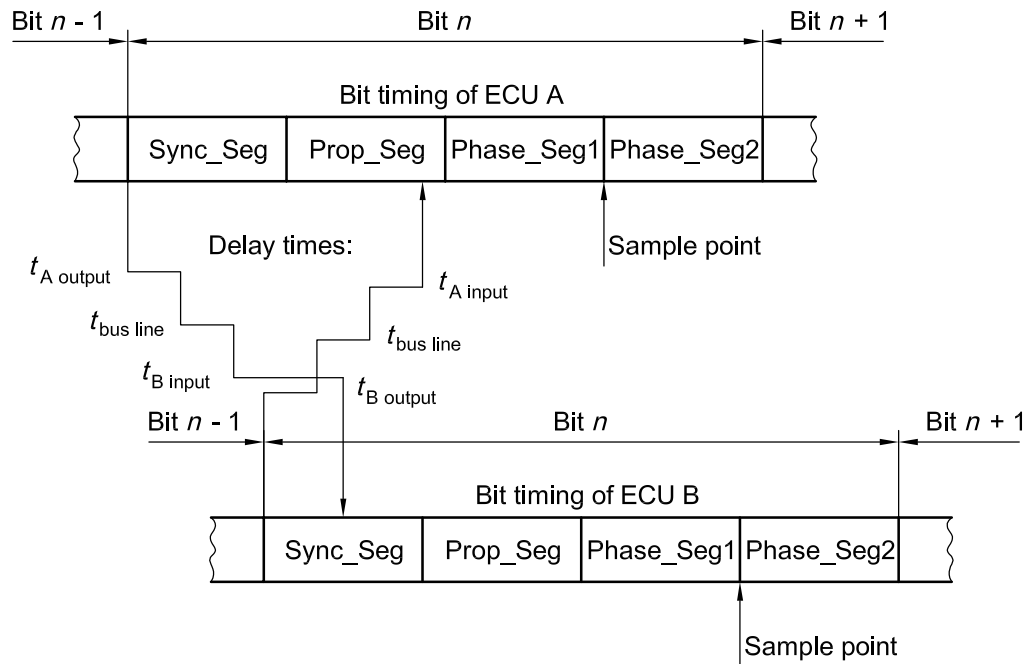 Bit n - 1 Bit n Bit n + 1
Bit timing of ECU A
Sync_Seg Prop_Seg Phase_Seg1 Phase_Seg2
Delay times: Sample point
t A output t A input
t bus line t bus line
t B input t B output
Bit n - 1 Bit n Bit n + 1
Bit timing of ECU B
Sync_Seg Prop_Seg Phase_Seg1 Phase_Seg2
Sample point